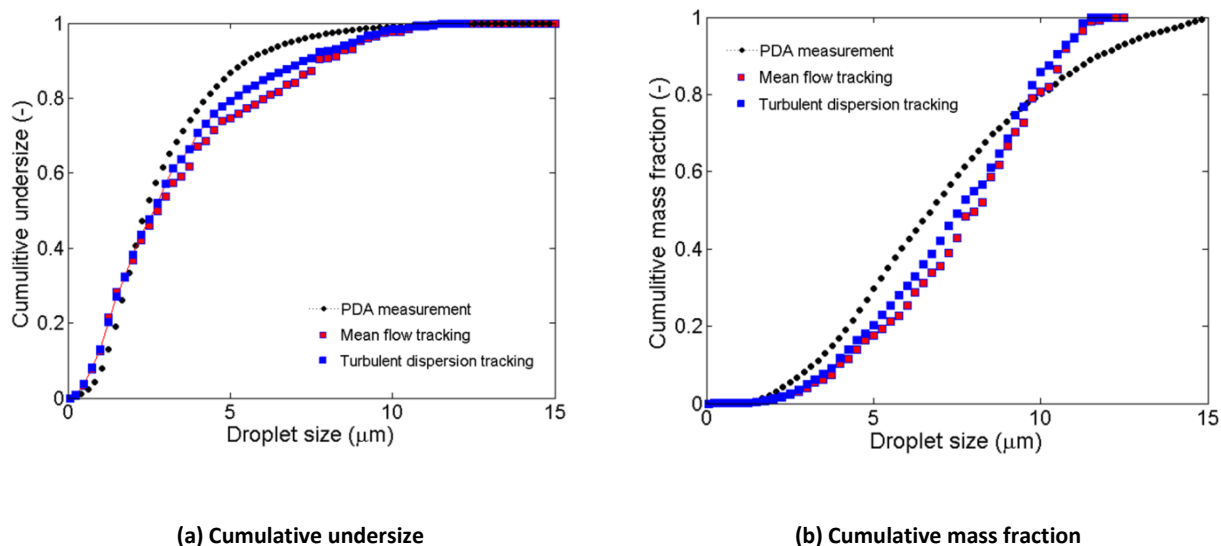 Cumulitive undersize (-)
1
0.8
0.6
0.4
0.2
0
0
5
10
15
Droplet size (μm)
PDA measurement
Mean flow tracking
Turbulent dispersion tracking
(a) Cumulative undersize
Cumulitive mass fraction (-)
1
0.8
0.6
0.4
0.2
0
0
5
10
15
Droplet size (μm)
PDA measurement
Mean flow tracking
Turbulent dispersion tracking
(b) Cumulative mass fraction